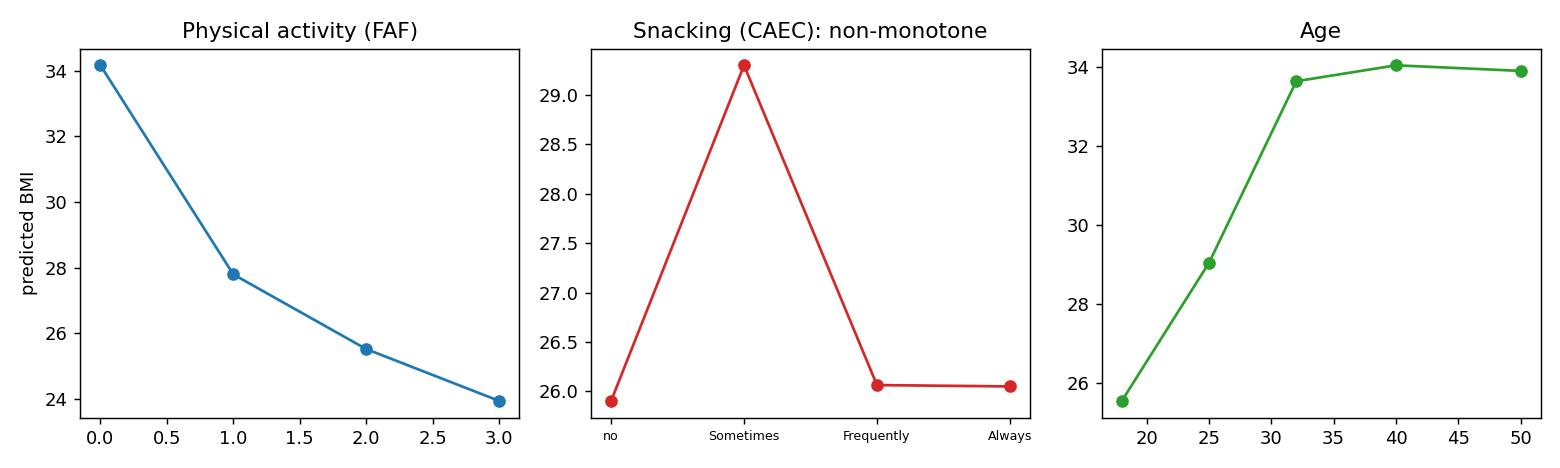 Physical activity (FAF)
predicted BMI
34
32
30
28
26
24
0.0 0.5 1.0 1.5 2.0 2.5 3.0
Snacking (CAEC): non-monotone
29.0
28.5
28.0
27.5
27.0
26.5
26.0
no Sometimes Frequently Always
Age
34
32
30
28
26
20 25 30 35 40 45 50